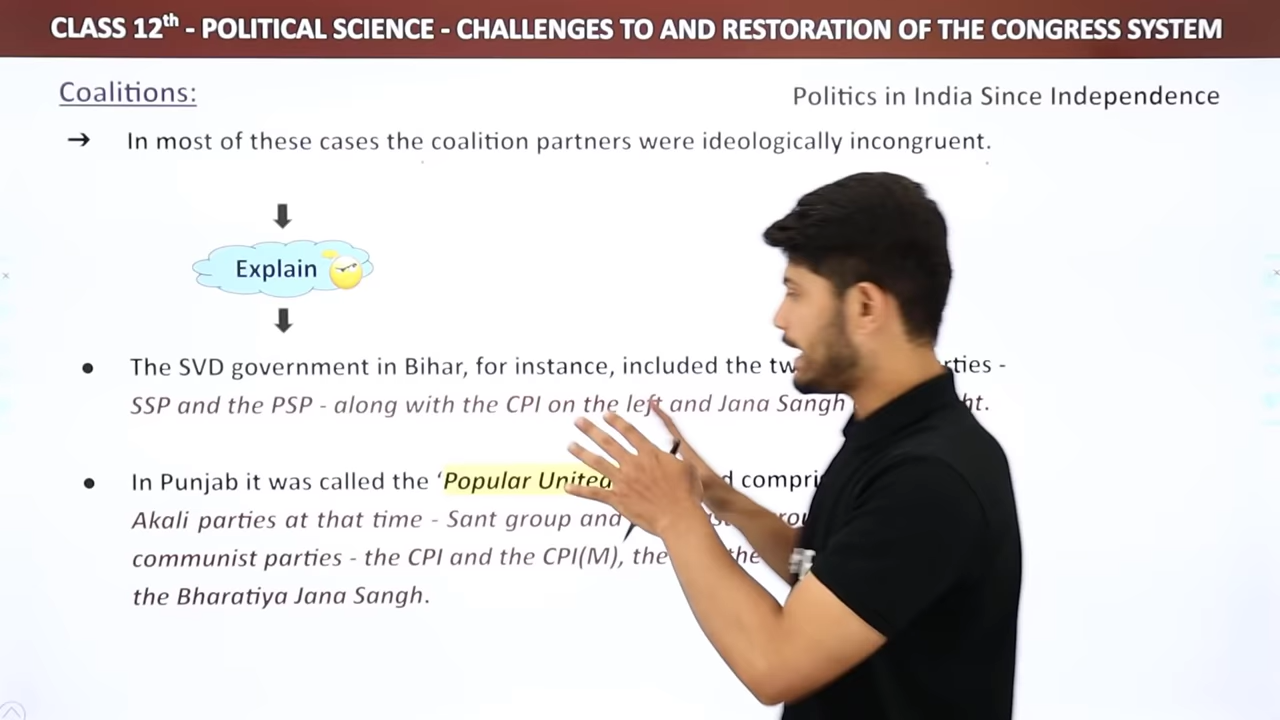 CLASS 12th - POLITICAL SCIENCE - CHALLENGES TO AND RESTORATION OF THE CONGRESS SYSTEM
Coalitions:
Politics in India Since Independence
→ In most of these cases the coalition partners were ideologically incongruent.
Explain
● The SVD government in Bihar, for instance, included the
SSP and the PSP - along with the CPI on the left and Jana Sangh
● In Punjab it was called the ‘Popular United
Akali parties at that time - Sant group and
communist parties - the CPI and the CPI(M), the the
the Bharatiya Jana Sangh.